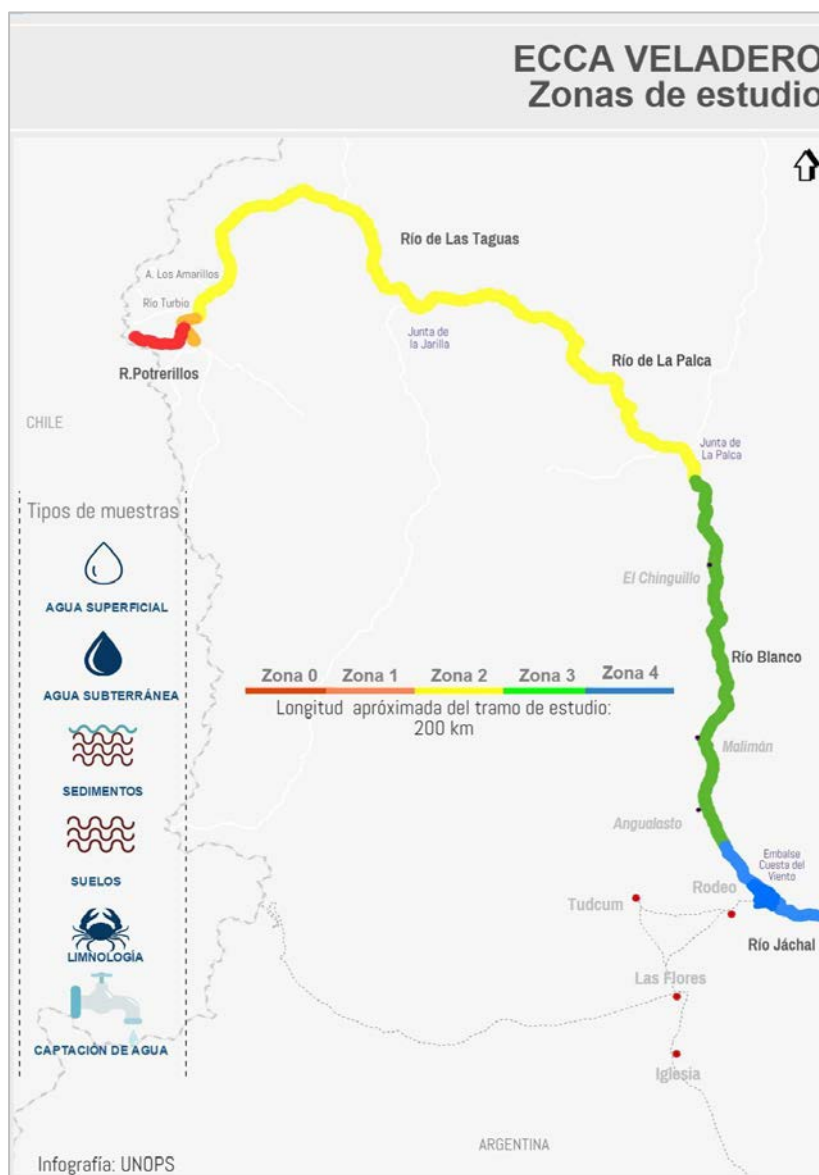 ECCA VELADERO
Zonas de estudio
Río de Las Taguas
A. Los Amarillos
Río Turbio
Junta de
la Jarilla
Río de La Palca
R.Potrerillos
CHILE
Junta de
La Palca
Tipos de muestras
AGUA SUPERFICIAL
AGUA SUBTERRÁNEA
SEDIMENTOS
SUELOS
LIMNOLOGÍA
CAPTACIÓN DE AGUA
El Chinguillo
Río Blanco
Zona 0 Zona 1 Zona 2 Zona 3 Zona 4
Longitud apróximada del tramo de estudio:
200 km
Malimán
Angualasto
Embalse
Cuesta del
Viento
Rodeo
Tudcum
Río Jáchal
Las Flores
Iglesia
ARGENTINA
Infografía: UNOPS